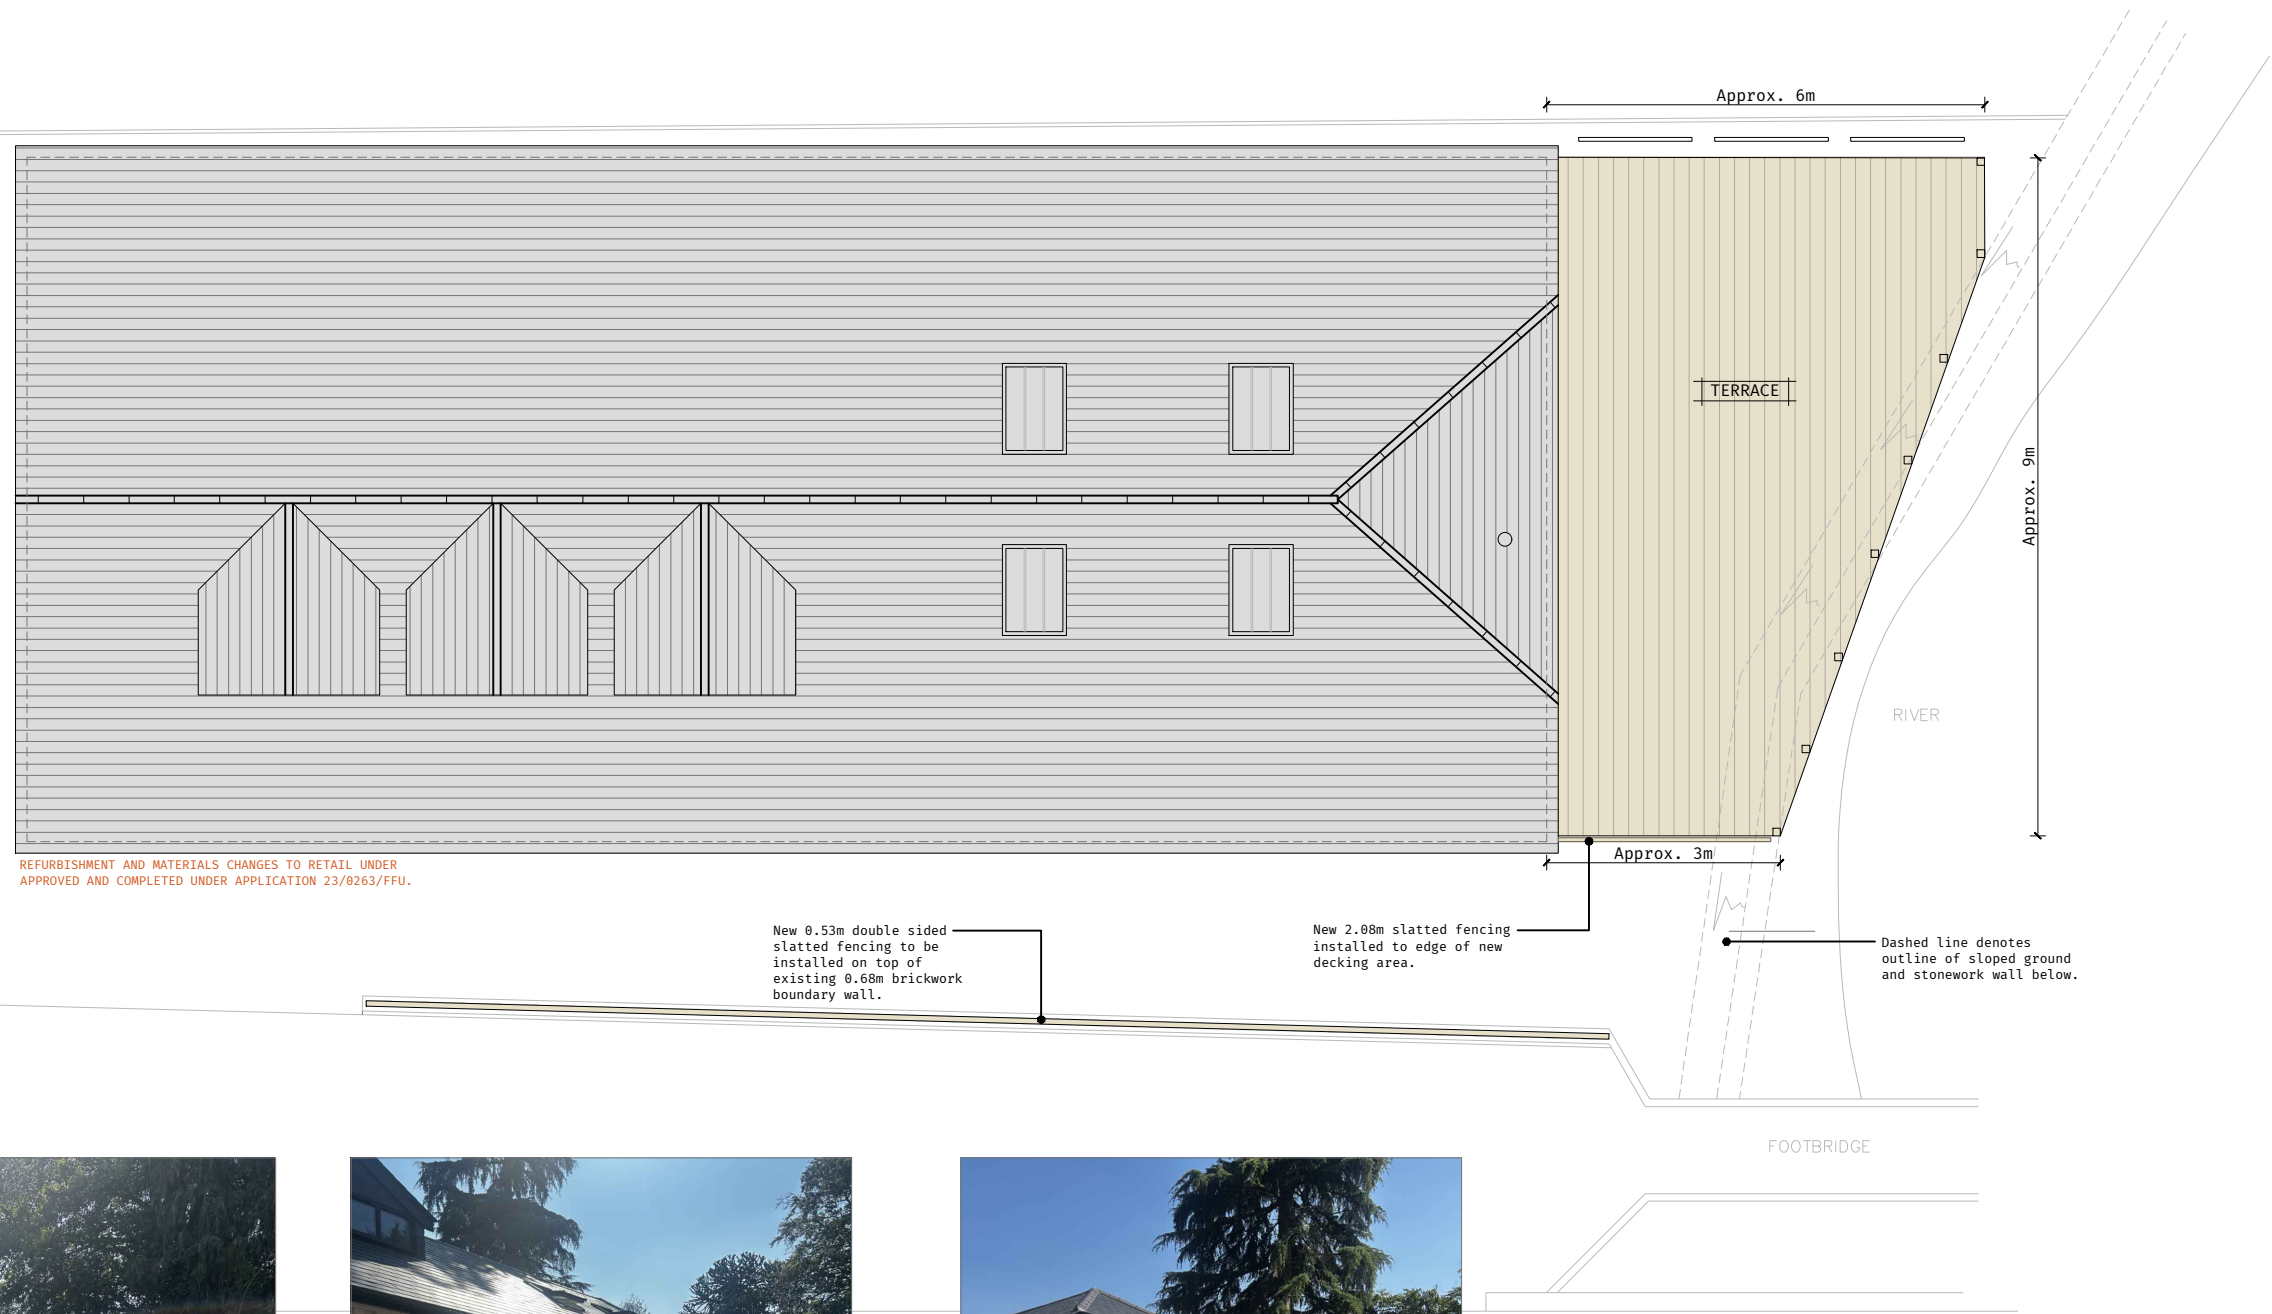 Approx. 6m
TERRACE
Approx. 9m
RIVER
Approx. 3m
REFURBISHMENT AND MATERIALS CHANGES TO RETAIL UNDER
APPROVED AND COMPLETED UNDER APPLICATION 23/0263/FFU.
New 0.53m double sided
slatted fencing to be
installed on top of
existing 0.68m brickwork
boundary wall.
New 2.08m slatted fencing
installed to edge of new
decking area.
Dashed line denotes
outline of sloped ground
and stonework wall below.
FOOTBRIDGE